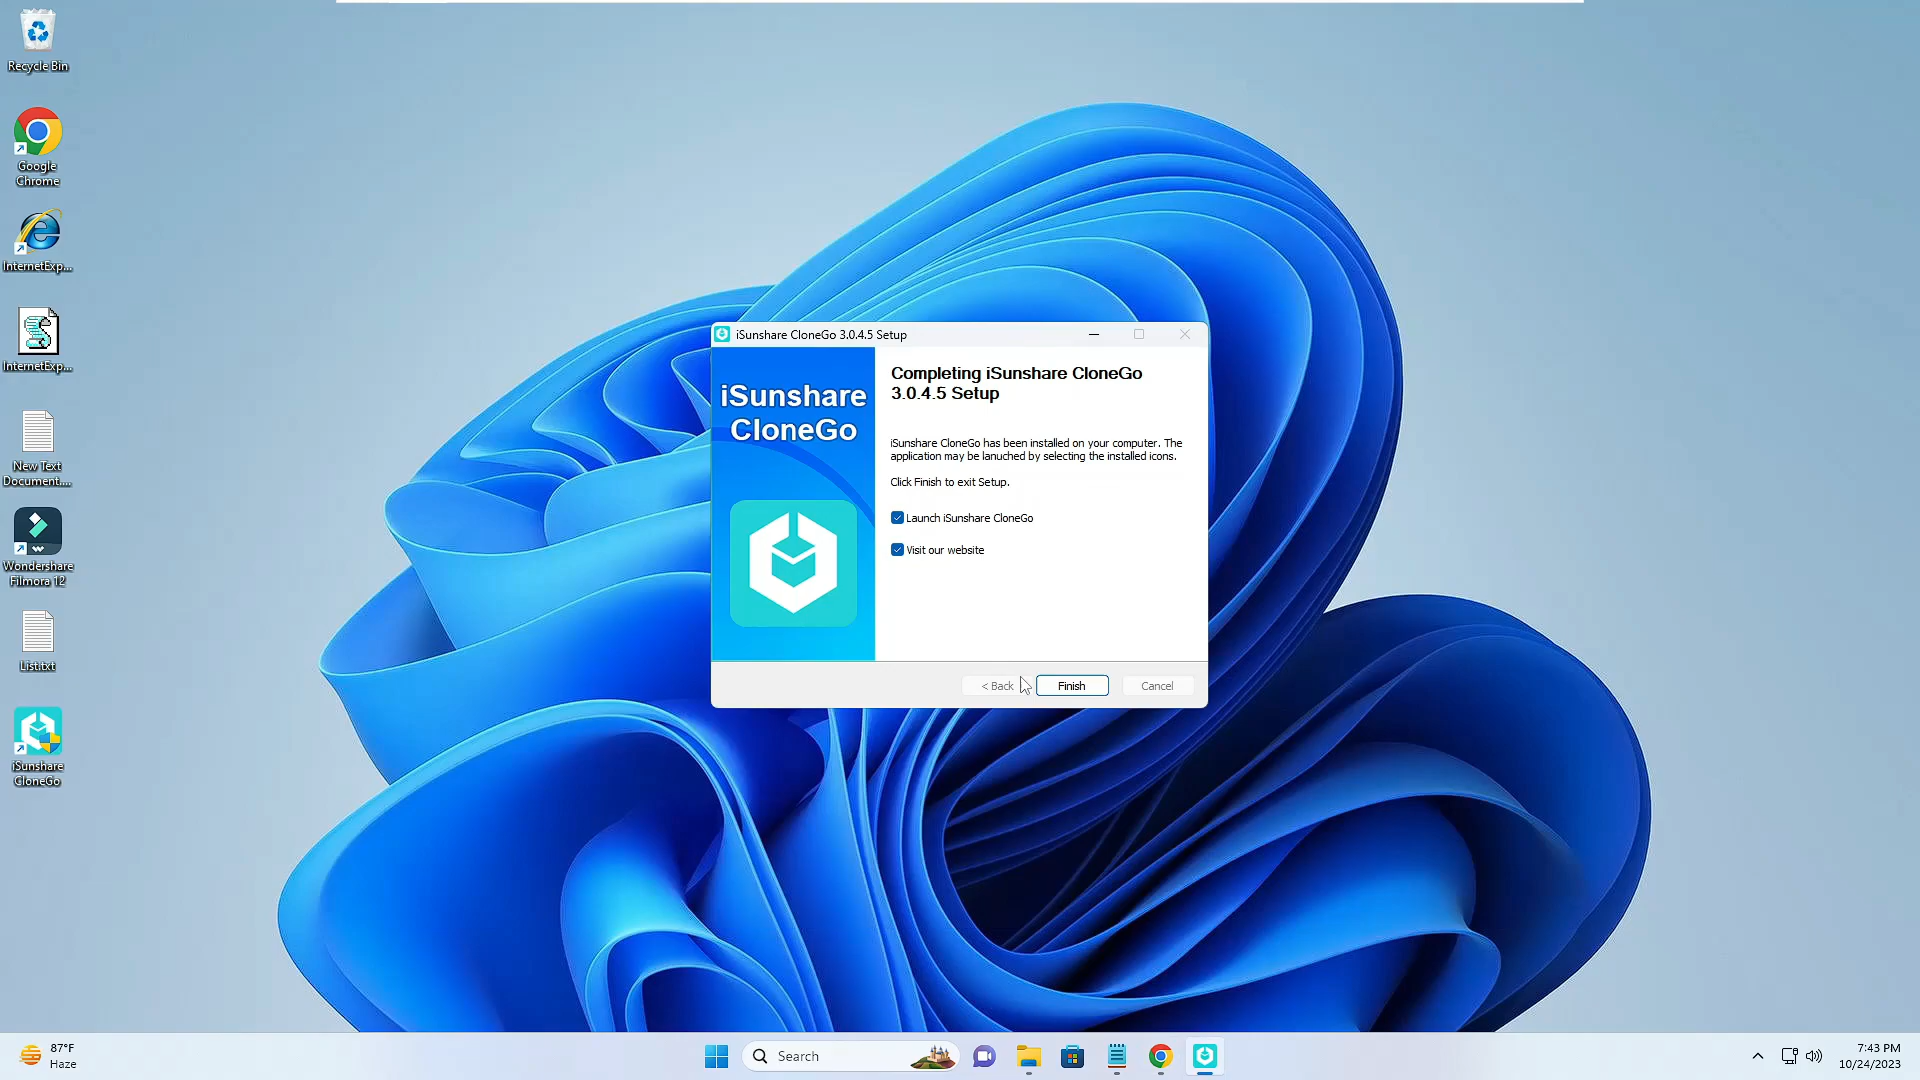 Recycle Bin
Google
Chrome
InternetExp...
InternetExp...
New Text
Document....
Wondershare
Filmora 12
Listitxt
iSunshare
CloneGo
iSunshare CloneGo 3.0.4.5 Setup
iSunshare
CloneGo
Completing iSunshare CloneGo
3.0.4.5 Setup
iSunshare CloneGo has been installed on your computer. The
application may be lanuched by selecting the installed icons.
Click Finish to exit Setup.
Launch iSunshare CloneGo
Visit our website
< Back
Finish
Cancel
87°F
Haze
Search
7:43 PM
10/24/2023